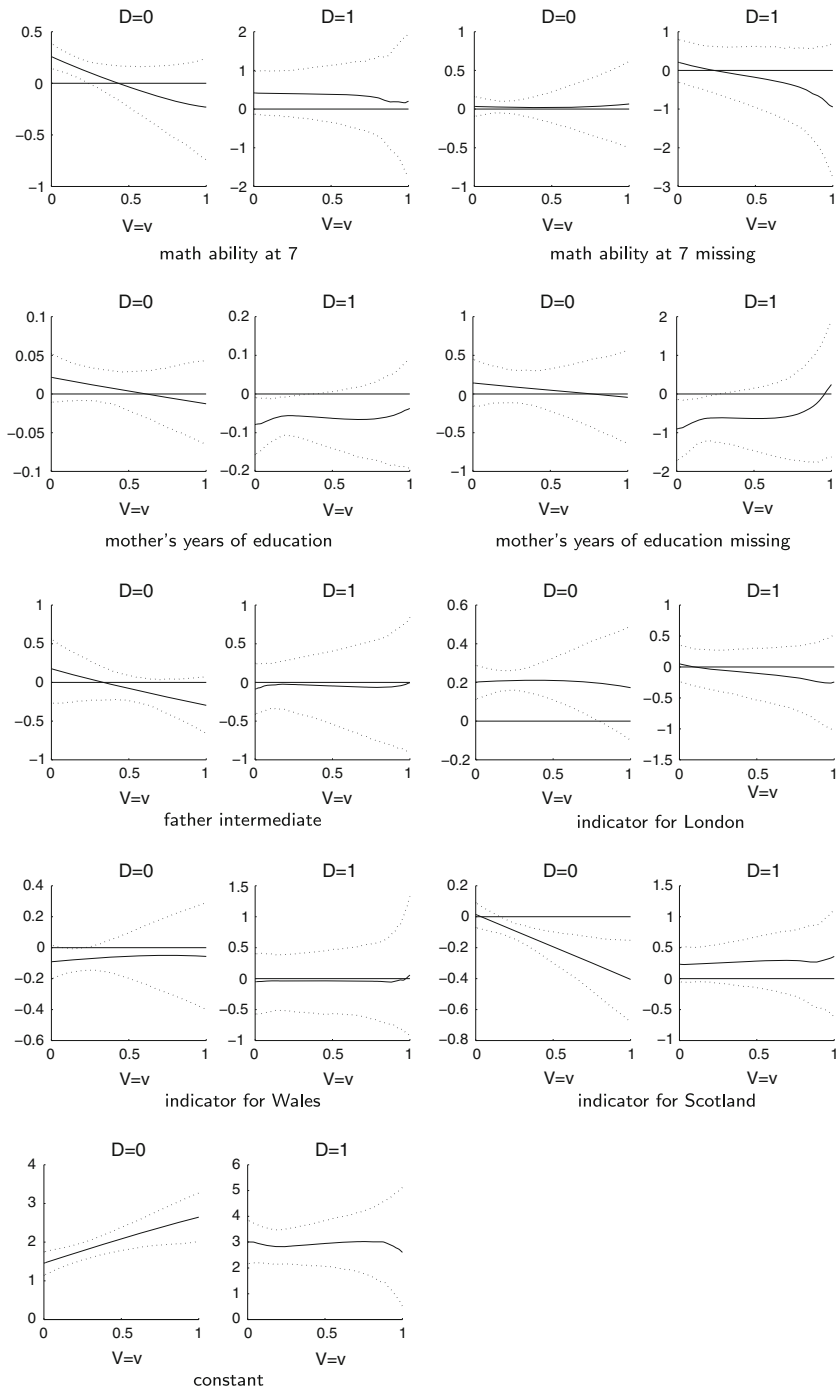 D=0 D=1 D=0 D=1
0.5 2 1 1
0 1 0.5 0
−0.5 0 0 −1
−1 −1 −0.5 −2
−2 −1 −3
0 0.5 1 0 0.5 1 0 0.5 1 0 0.5 1
V=v V=v V=v V=v
math ability at 7 math ability at 7 missing
D=0 D=1 D=0 D=1
0.1 0.2 1 2
0.05 0.1 0.5 1
0 0 0 0
−0.05 −0.1 −0.5 −1
−0.1 −0.2 −1 −2
0 0.5 1 0 0.5 1 0 0.5 1 0 0.5 1
V=v V=v V=v V=v
mother's years of education mother's years of education missing
D=0 D=1 D=0 D=1
1 1 0.6 1
0.5 0.5 0.4 0.5
0 0 0.2 0
−0.5 −0.5 0 −0.5
−1 −1 −0.2 −1
−1.5
0 0.5 1 0 0.5 1 0 0.5 1 0 0.5 1
V=v V=v V=v V=v
father intermediate indicator for London
D=0 D=1 D=0 D=1
0.4 1.5 0.2 1.5
0.2 1 0 1
0 0.5 −0.2 0.5
−0.2 0 −0.4 0
−0.4 −0.5 −0.6 −0.5
−0.6 −1 −0.8 −1
0 0.5 1 0 0.5 1 0 0.5 1 0 0.5 1
V=v V=v V=v V=v
indicator for Wales indicator for Scotland
D=0 D=1
4 6
3 5
2 4
1 3
0 2
1
0
0 0.5 1 0 0.5 1
V=v V=v
constant